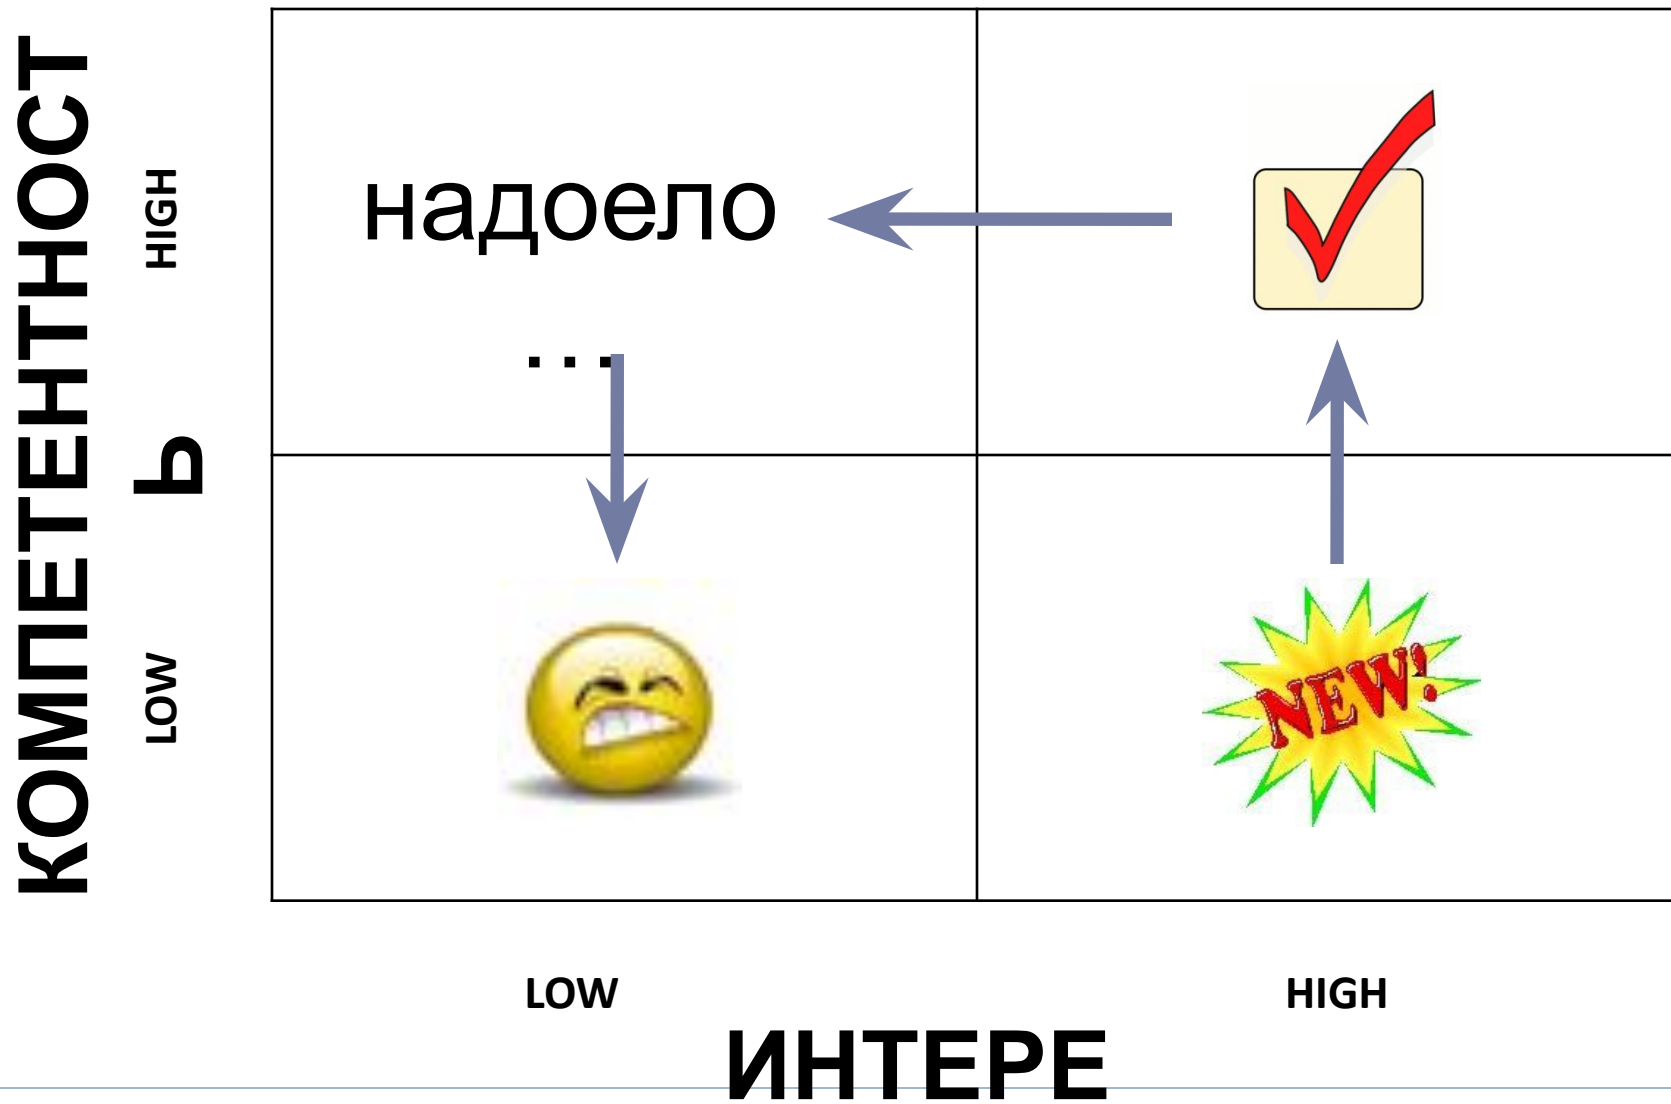 КОМПЕТЕНТНОСТ
Ь
HIGH
LOW
надоело
...
NEW!
LOW
HIGH
ИНТЕРЕ